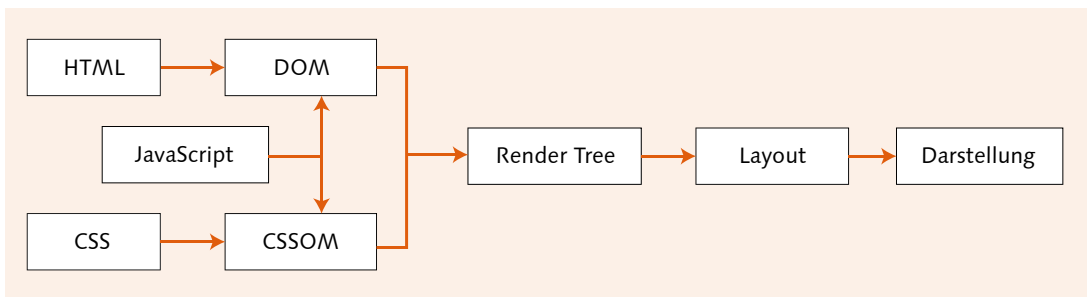 HTML
DOM
JavaScript
Render Tree
Layout
Darstellung
CSS
CSSOM